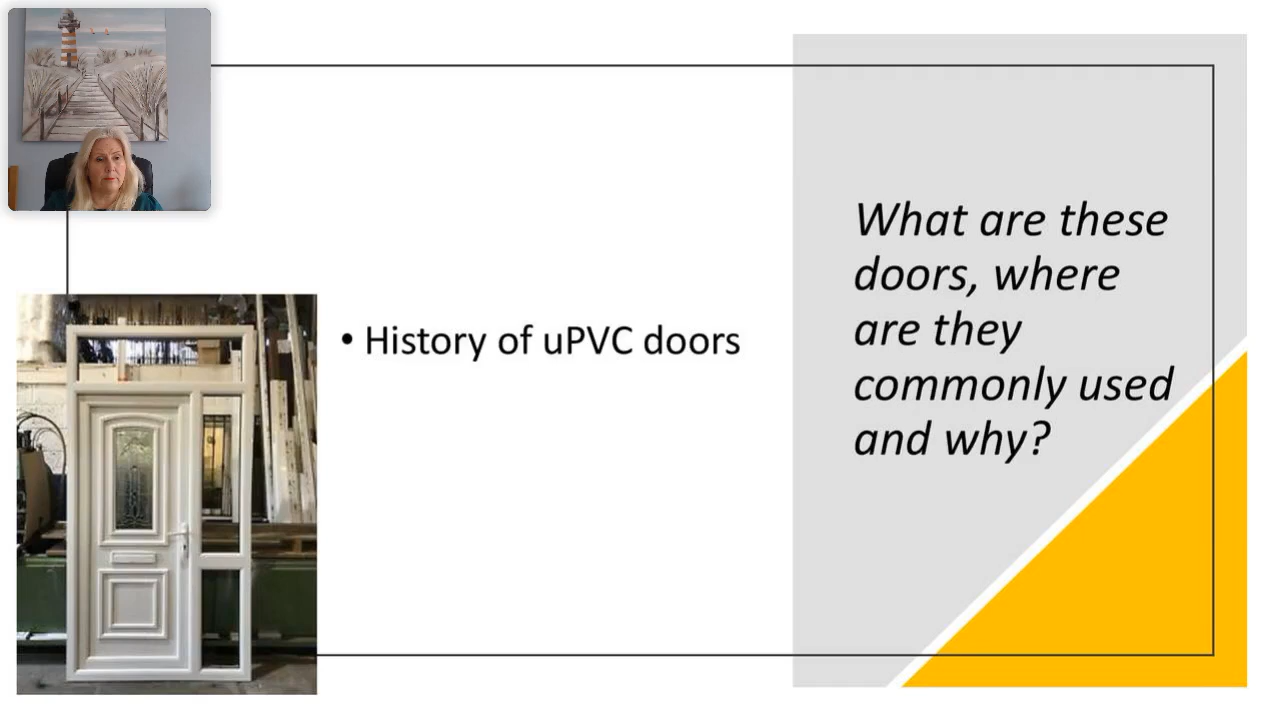 • History of uPVC doors
What are these
doors, where
are they
commonly used
and why?